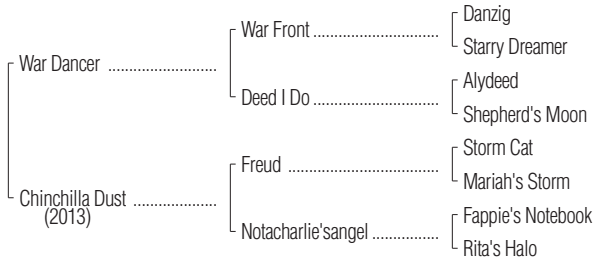 Danzig
War Front
Starry Dreamer
War Dancer
Alydeed
Deed I Do
Shepherd's Moon
Storm Cat
Freud
Mariah's Storm
Chinchilla Dust
(2013)
Fappie's Notebook
Notacharlie'sangel
Rita's Halo